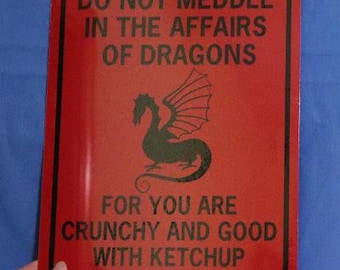 DO NOT MEDDLE
IN THE AFFAIRS
OF DRAGONS
FOR YOU ARE
CRUNCHY AND GOOD
WITH KETCHUP